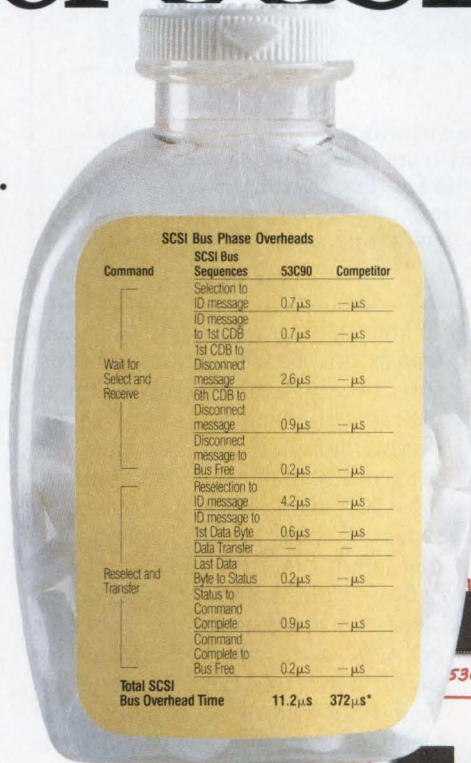 SCSI Bus Phase Overheads
Command SCSI Bus Sequences 53C90 Competitor
Wait for Select and Receive
Selection to ID message 0.7µs —µs
ID message to 1st CDB 0.7µs —µs
1st CDB to Disconnect message 2.6µs —µs
6th CDB to Disconnect message 0.9µs —µs
Disconnect message to Bus Free 0.2µs —µs
Reselect and Transfer
Reselection to ID message 4.2µs —µs
ID message to 1st Data Byte 0.6µs —µs
Data Transfer — —
Last Data Byte to Status 0.2µs —µs
Status to Command Complete 0.9µs —µs
Command Complete to Bus Free 0.2µs —µs
Total SCSI Bus Overhead Time 11.2µs 372µs*